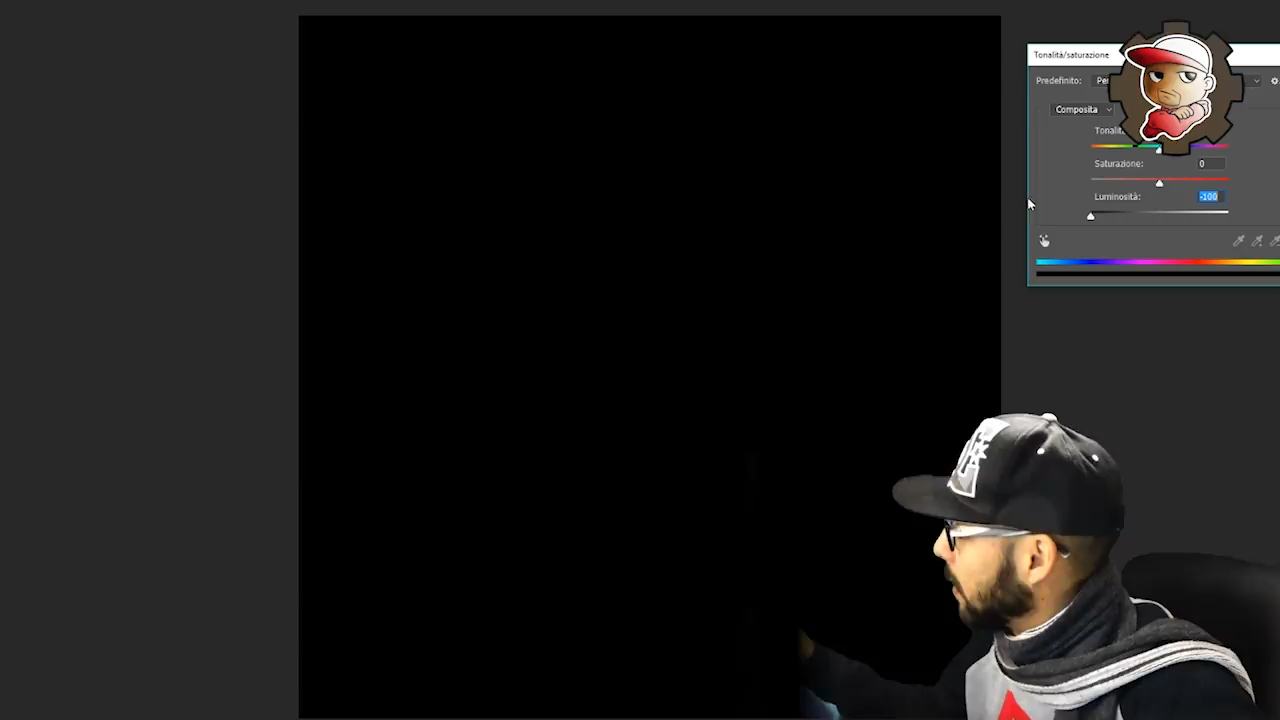 Tonalità/saturazione
Predefinito:
Composita
Saturazione:
0
Luminosità:
-100